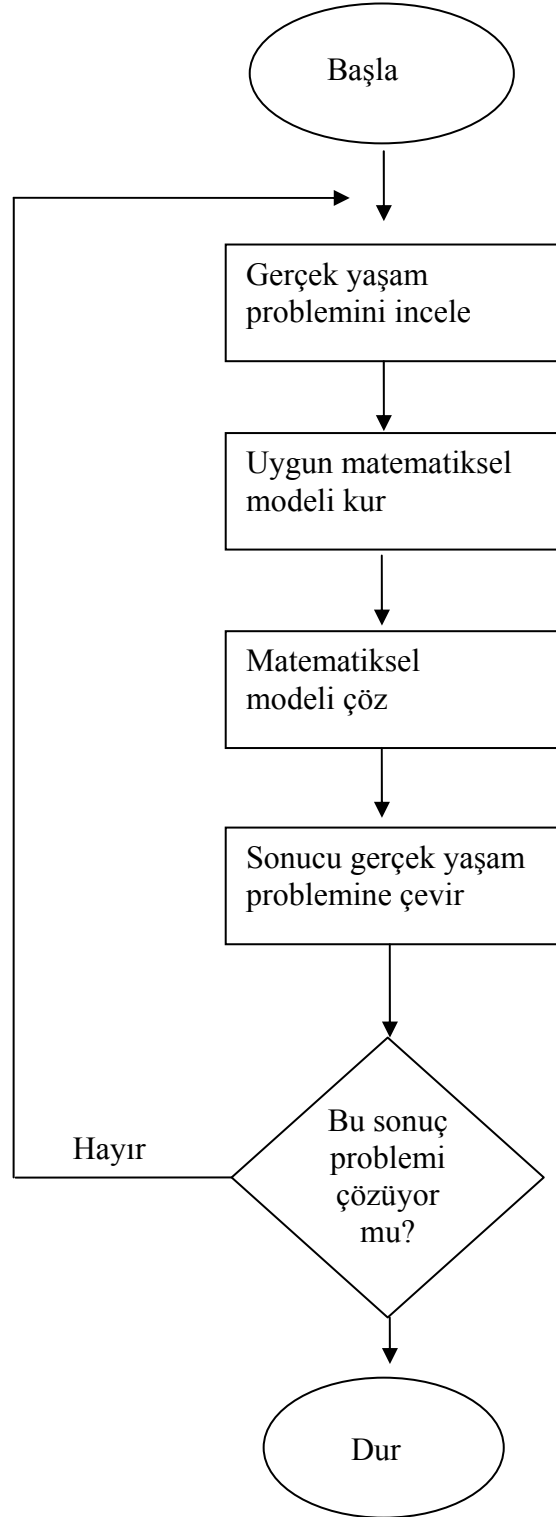 Başla
Gerçek yaşam
problemini incele
Uygun matematiksel
modeli kur
Matematiksel
modeli çöz
Sonucu gerçek yaşam
problemine çevir
Hayır
Bu sonuç
problemi
çözüyor
mu?
Dur